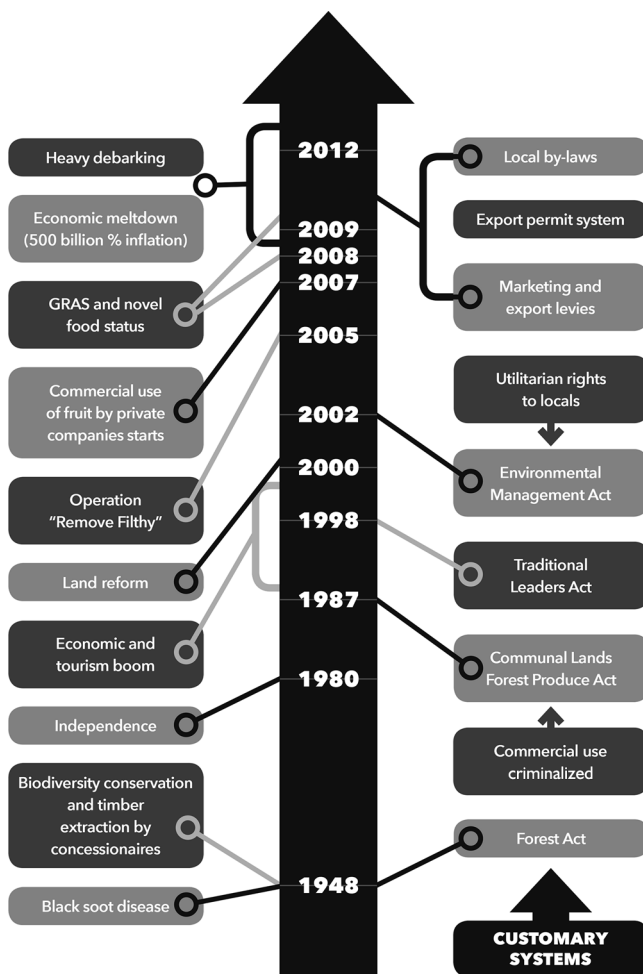 Heavy debarking
Economic meltdown
(500 billion % inflation)
GRAS and novel
food status
Commercial use
of fruit by private
companies starts
Operation
“Remove Filthy”
Land reform
Economic and
tourism boom
Independence
Biodiversity conservation
and timber
extraction by
concessionaires
Black soot disease
2012
2009
2008
2007
2005
2002
2000
1998
1987
1980
1948
Local by-laws
Export permit system
Marketing and
export levies
Utilitarian rights
to locals
Environmental
Management Act
Traditional
Leaders Act
Communal Lands
Forest Produce Act
Commercial use
criminalized
Forest Act
CUSTOMARY
SYSTEMS